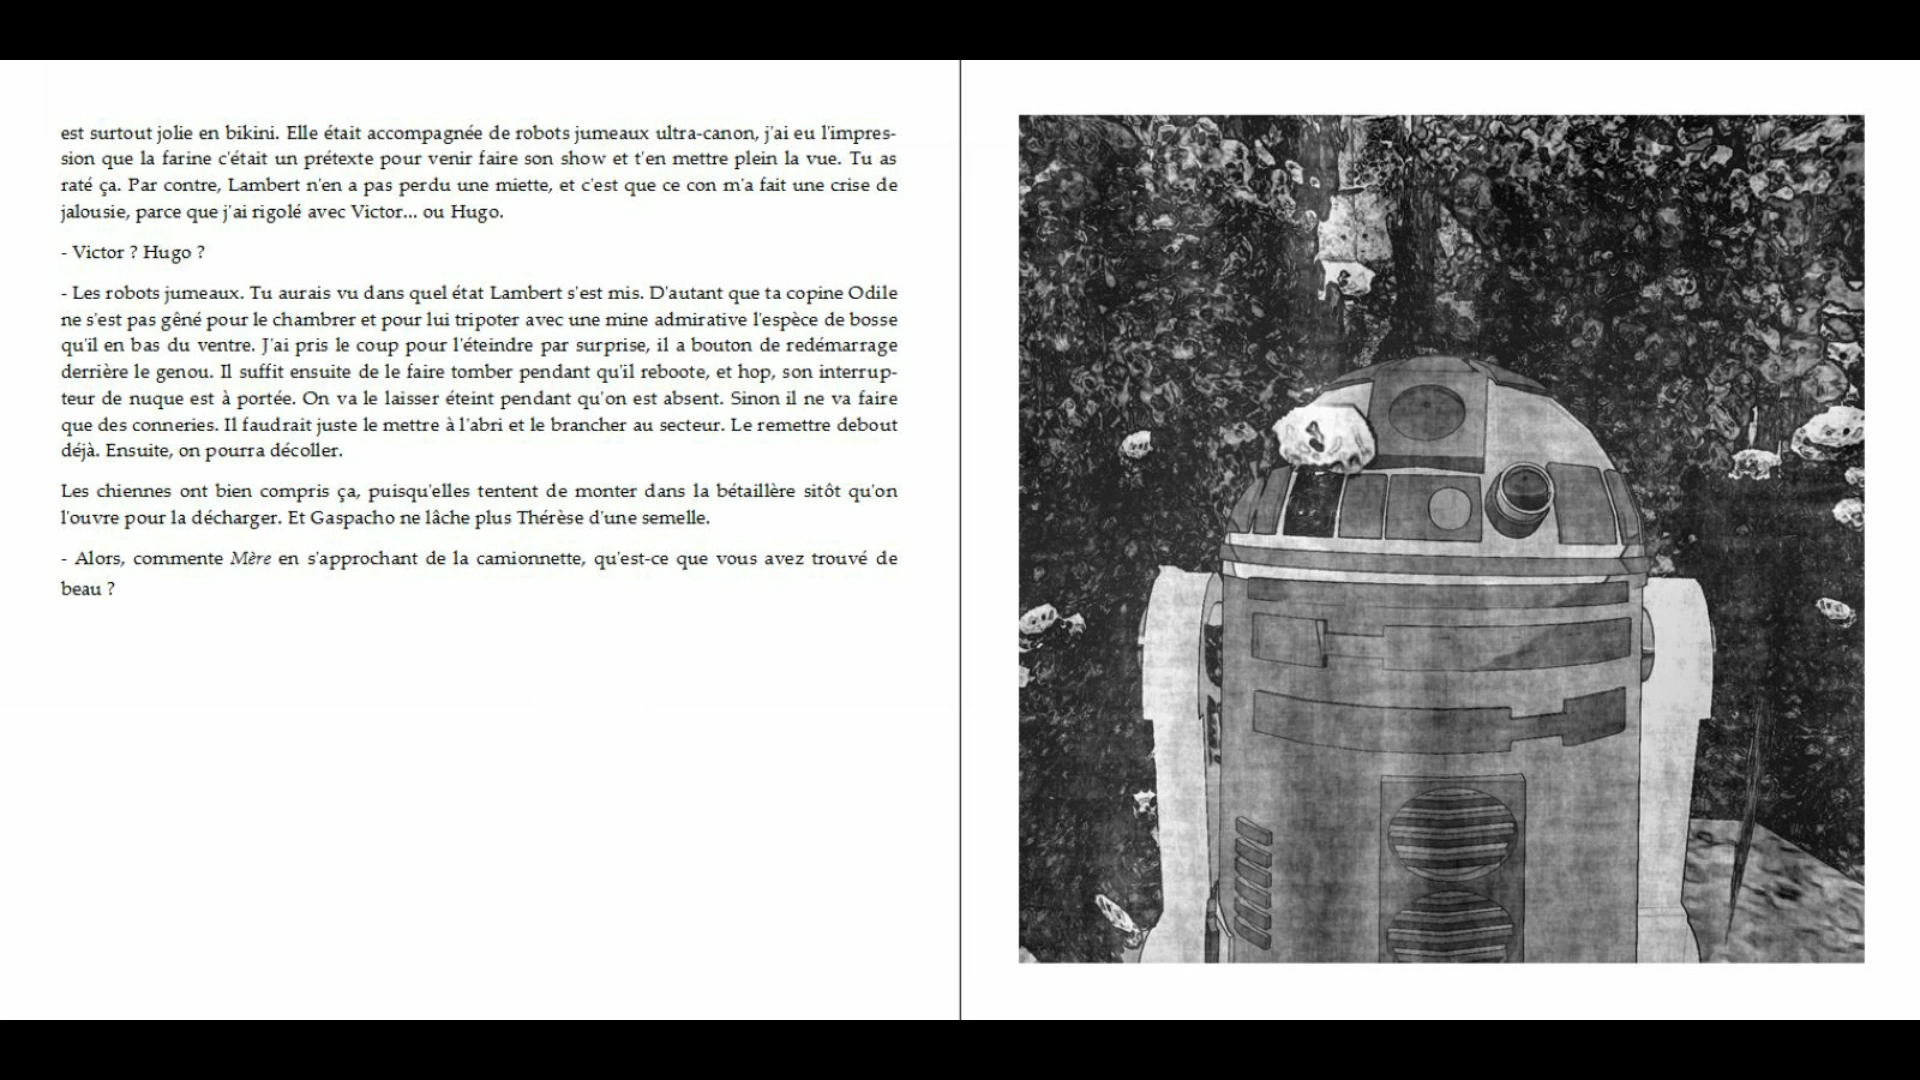 est surtout jolie en bikini. Elle était accompagnée de robots jumeaux ultra-canon, j'ai eu l'impres-
sion que la farine c'était un prétexte pour venir faire son show et t'en mettre plein la vue. Tu as
raté ça. Par contre, Lambert n'en a pas perdu une miette, et c'est que ce con m'a fait une crise de
jalousie, parce que j'ai rigolé avec Victor... ou Hugo.
- Victor ? Hugo ?
- Les robots jumeaux. Tu aurais vu dans quel état Lambert s'est mis. D'autant que ta copine Odile
ne s'est pas gêné pour le chambrer et pour lui tripoter avec une mine admirative l'espèce de bosse
qu'il en bas du ventre. J'ai pris le coup pour l'éteindre par surprise, il a bouton de redémarrage
derrière le genou. Il suffit ensuite de le faire tomber pendant qu'il reboote, et hop, son interrup-
teur de nuque est à portée. On va le laisser éteint pendant qu'on est absent. Sinon il ne va faire
que des conneries. Il faudrait juste le mettre à l'abri et le brancher au secteur. Le remettre debout
déjà. Ensuite, on pourra décoller.
Les chiennes ont bien compris ça, puisqu'elles tentent de monter dans la bétaillère sitôt qu'on
l'ouvre pour la décharger. Et Gaspacho ne lâche plus Thérèse d'une semelle.
- Alors, commente Mère en s'approchant de la camionnette, qu'est-ce que vous avez trouvé de
beau ?